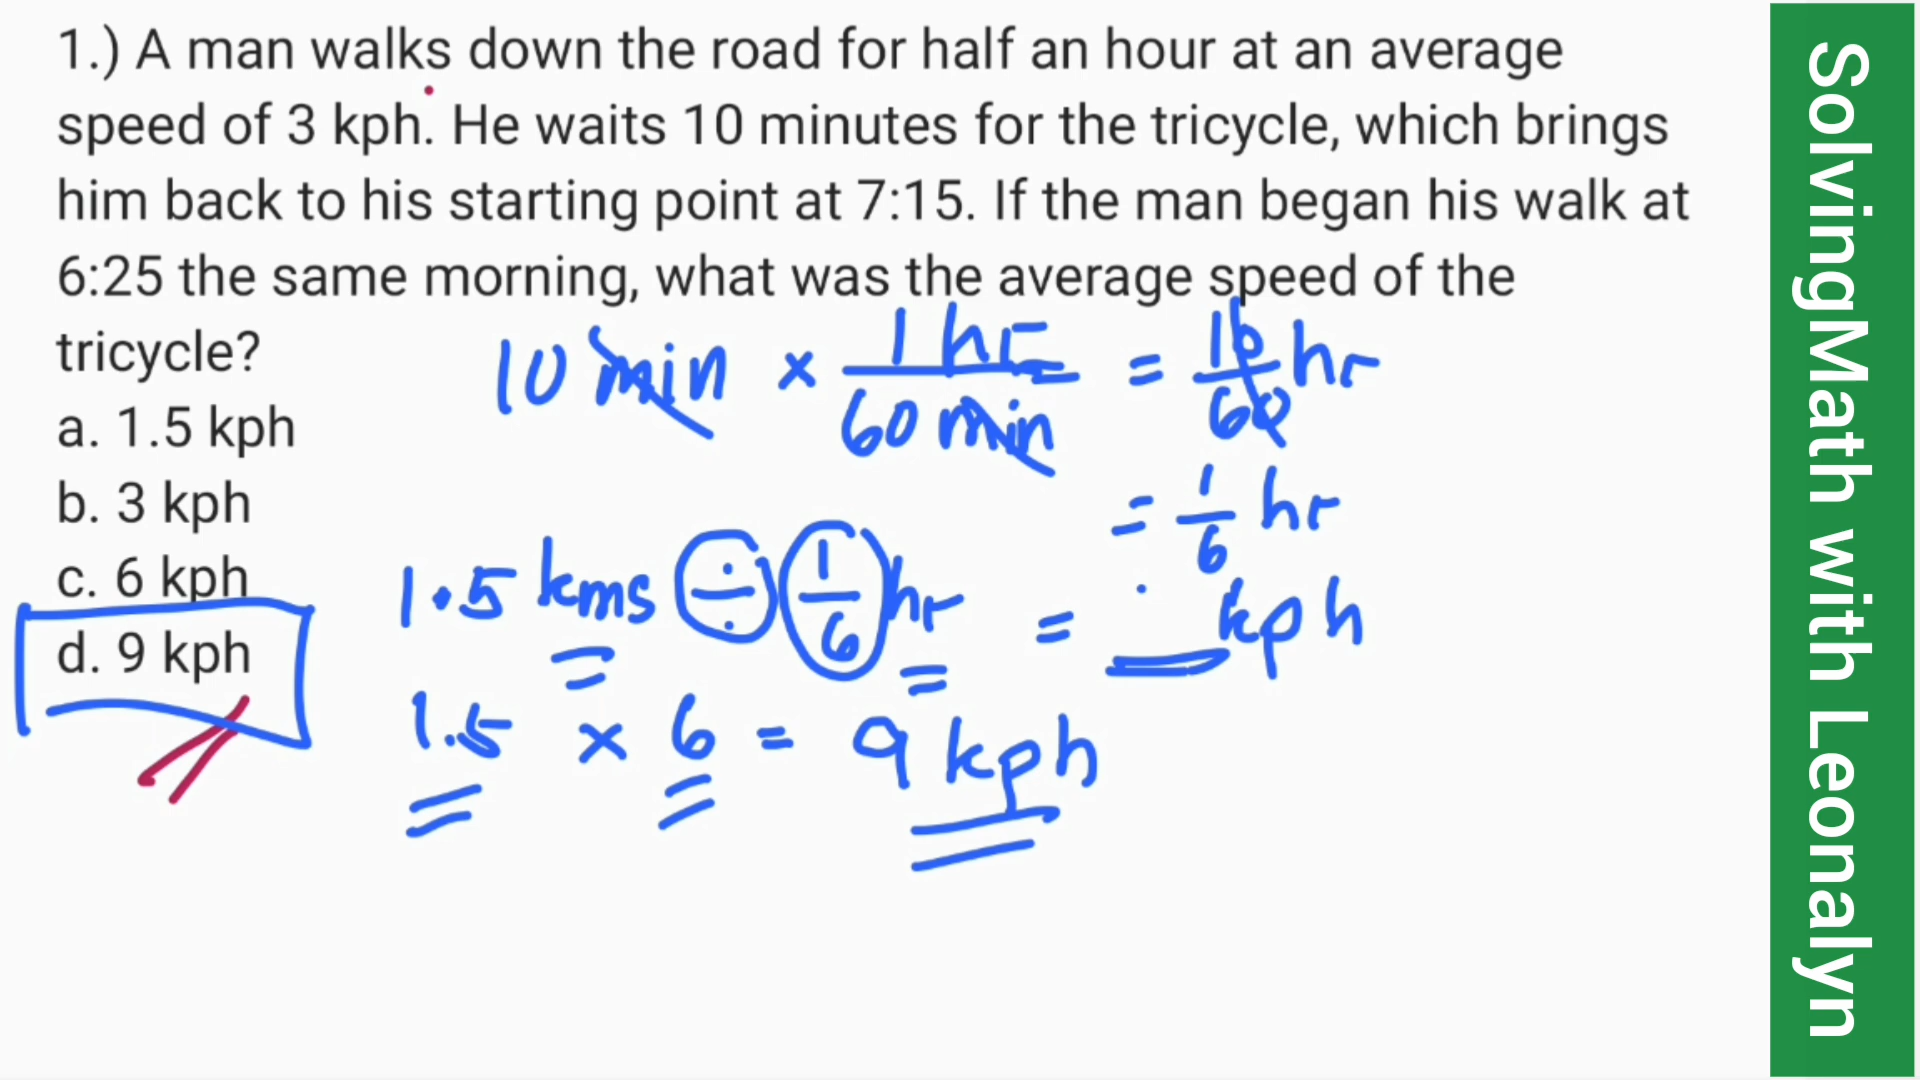 1.) A man walks down the road for half an hour at an average
speed of 3 kph. He waits 10 minutes for the tricycle, which brings
him back to his starting point at 7:15. If the man began his walk at
6:25 the same morning, what was the average speed of the
tricycle?
a. 1.5 kph
b. 3 kph
c. 6 kph
d. 9 kph
10 min × 1 hr / 60 min = 10/60 hr
= 1/6 hr
1.5 kms ÷ 1/6 hr = __ kph
1.5 × 6 = 9 kph
SolvingMath with Leonalyn